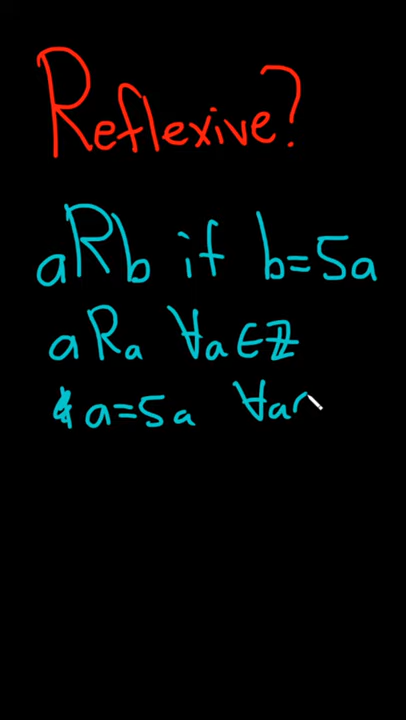 Reflexive?
aRb if b=5a
aRa ∀a∈ℤ
a=5a ∀a